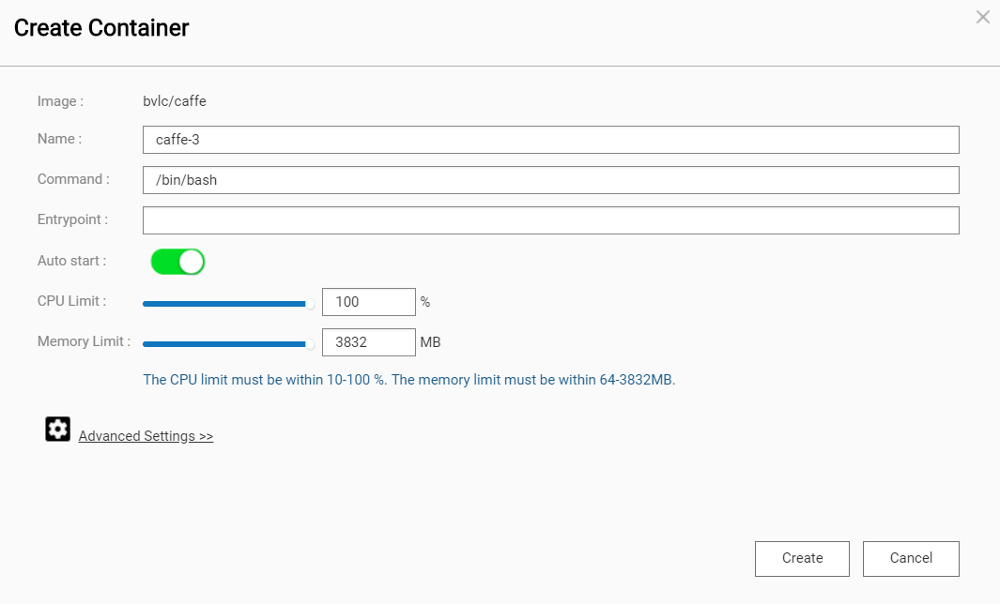 Create Container
Image : bvlc/caffe
Name : caffe-3
Command : /bin/bash
Entrypoint :
Auto start :
CPU Limit : 100 %
Memory Limit : 3832 MB
The CPU limit must be within 10-100 %. The memory limit must be within 64-3832MB.
Advanced Settings >>
Create Cancel